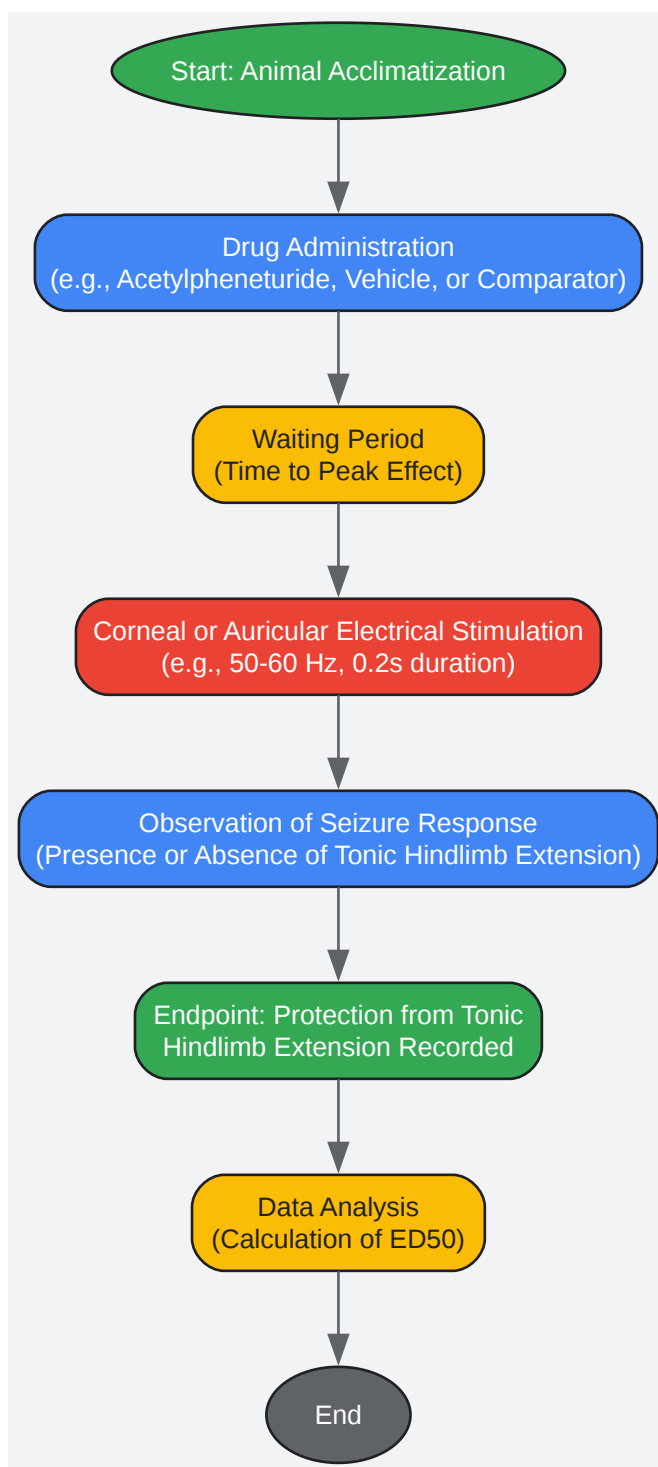 Start: Animal Acclimatization
Drug Administration
(e.g., Acetylpheneturide, Vehicle, or Comparator)
Waiting Period
(Time to Peak Effect)
Corneal or Auricular Electrical Stimulation
(e.g., 50-60 Hz, 0.2s duration)
Observation of Seizure Response
(Presence or Absence of Tonic Hindlimb Extension)
Endpoint: Protection from Tonic
Hindlimb Extension Recorded
Data Analysis
(Calculation of ED50)
End